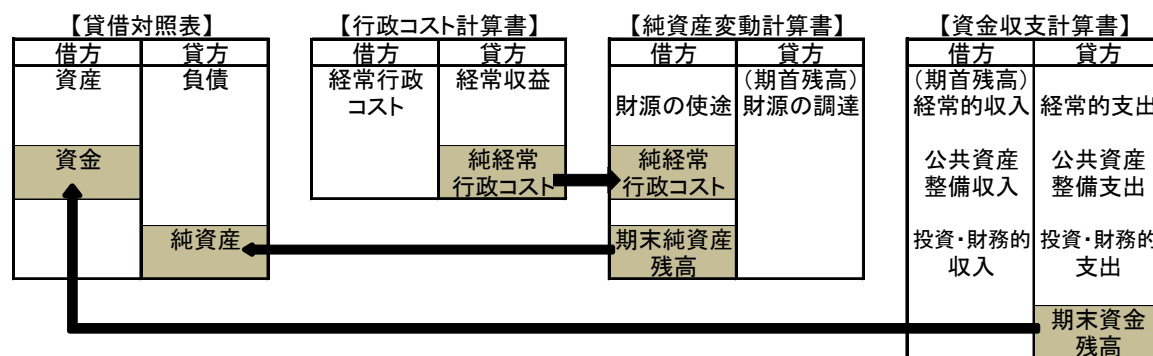 【貸借対照表】
借方 貸方
資産 負債
資金
純資産
【行政コスト計算書】
借方 貸方
経常行政 経常収益
コスト
純経常
行政コスト
【純資産変動計算書】
借方 貸方
(期首残高)
財源の使途 財源の調達
純経常
行政コスト
期末純資産
残高
【資金収支計算書】
借方 貸方
(期首残高)
経常的収入 経常的支出
公共資産 公共資産
整備収入 整備支出
投資・財務的 投資・財務的
収入 支出
期末資金
残高